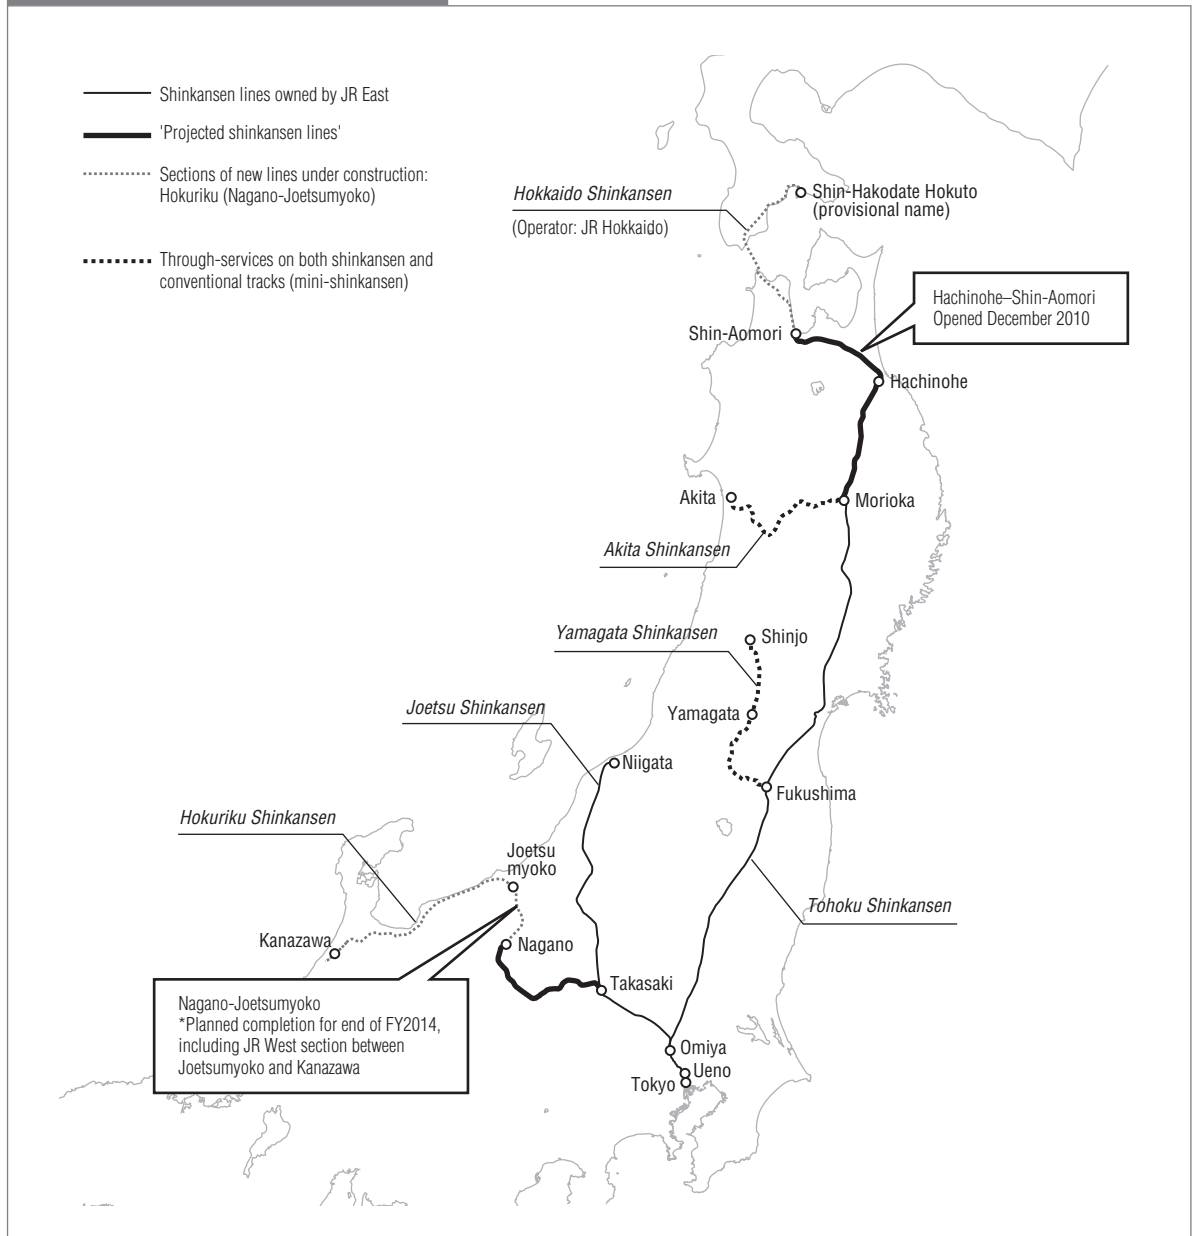 Shinkansen lines owned by JR East
'Projected shinkansen lines'
Sections of new lines under construction:
Hokuriku (Nagano-Joetsumyoko)
Through-services on both shinkansen and
conventional tracks (mini-shinkansen)
Hokkaido Shinkansen
(Operator: JR Hokkaido)
Shin-Hakodate Hokuto
(provisional name)
Hachinohe–Shin-Aomori
Opened December 2010
Shin-Aomori
Hachinohe
Akita
Morioka
Akita Shinkansen
Yamagata Shinkansen
Shinjo
Joetsu Shinkansen
Yamagata
Niigata
Fukushima
Hokuriku Shinkansen
Joetsu
myoko
Tohoku Shinkansen
Kanazawa
Nagano
Takasaki
Nagano-Joetsumyoko
*Planned completion for end of FY2014,
including JR West section between
Joetsumyoko and Kanazawa
Omiya
Ueno
Tokyo